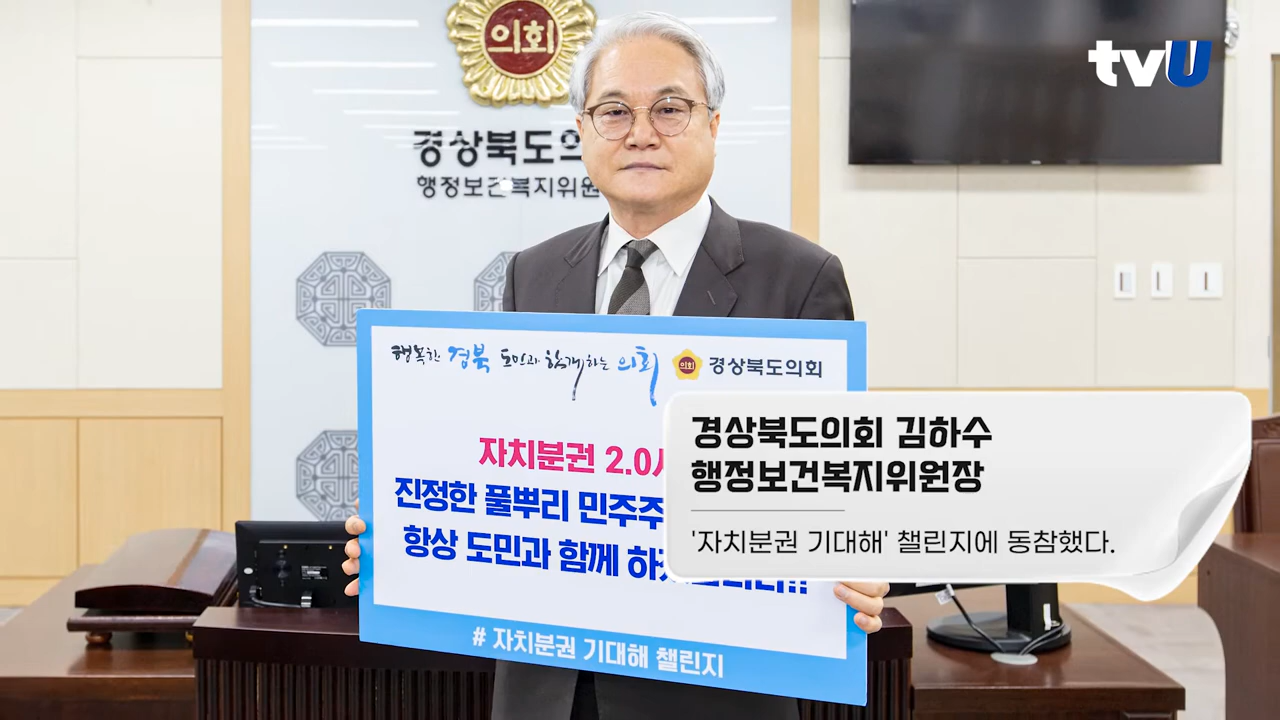 tvU
의회
경상북도의
행정보건복지위원
행복한 경북 도민과 함께하는 의회
의회 경상북도의회
자치분권 2.0시
진정한 풀뿌리 민주주
항상 도민과 함께 하
# 자치분권 기대해 챌린지
경상북도의회 김하수
행정보건복지위원장
'자치분권 기대해' 챌린지에 동참했다.